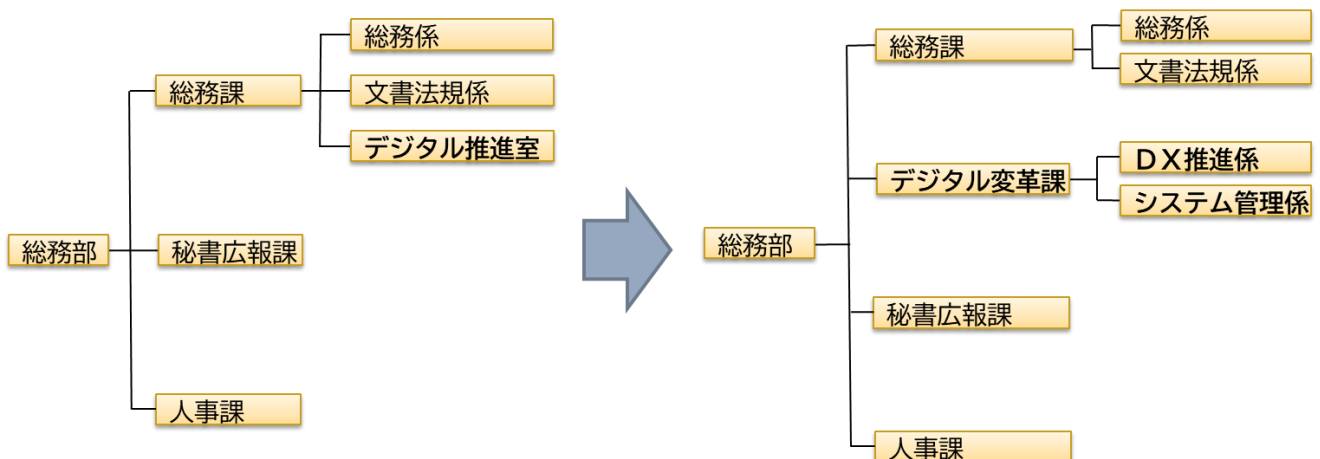 総務係
総務課
文書法規係
デジタル推進室
総務部
秘書広報課
人事課
総務係
総務課
文書法規係
DX推進係
デジタル変革課
システム管理係
総務部
秘書広報課
人事課